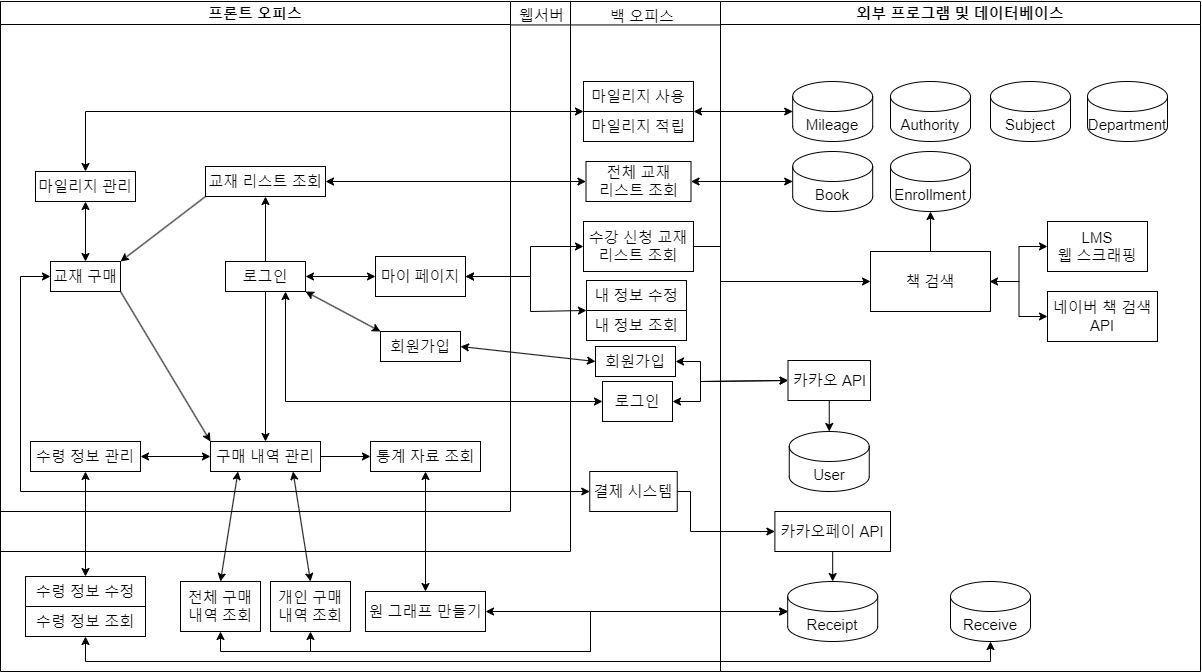 프론트 오피스
웹서버
백 오피스
외부 프로그램 및 데이터베이스
마일리지 사용
마일리지 적립
Mileage
Authority
Subject
Department
마일리지 관리
교재 리스트 조회
전체 교재
리스트 조회
Book
Enrollment
수강 신청 교재
리스트 조회
LMS
웹 스크래핑
교재 구매
로그인
마이 페이지
책 검색
내 정보 수정
내 정보 조회
네이버 책 검색
API
회원가입
회원가입
카카오 API
로그인
수령 정보 관리
구매 내역 관리
통계 자료 조회
User
결제 시스템
카카오페이 API
수령 정보 수정
수령 정보 조회
전체 구매
내역 조회
개인 구매
내역 조회
원 그래프 만들기
Receipt
Receive